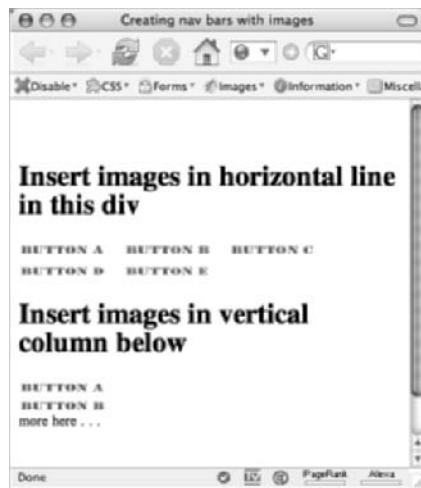 Creating nav bars with images
Disable CSS Forms Images Information Miscell
Insert images in horizontal line
in this div
BUTTON A BUTTON B BUTTON C
BUTTON D BUTTON E
Insert images in vertical
column below
BUTTON A
BUTTON B
more here . . .
Done PageRank Alexa